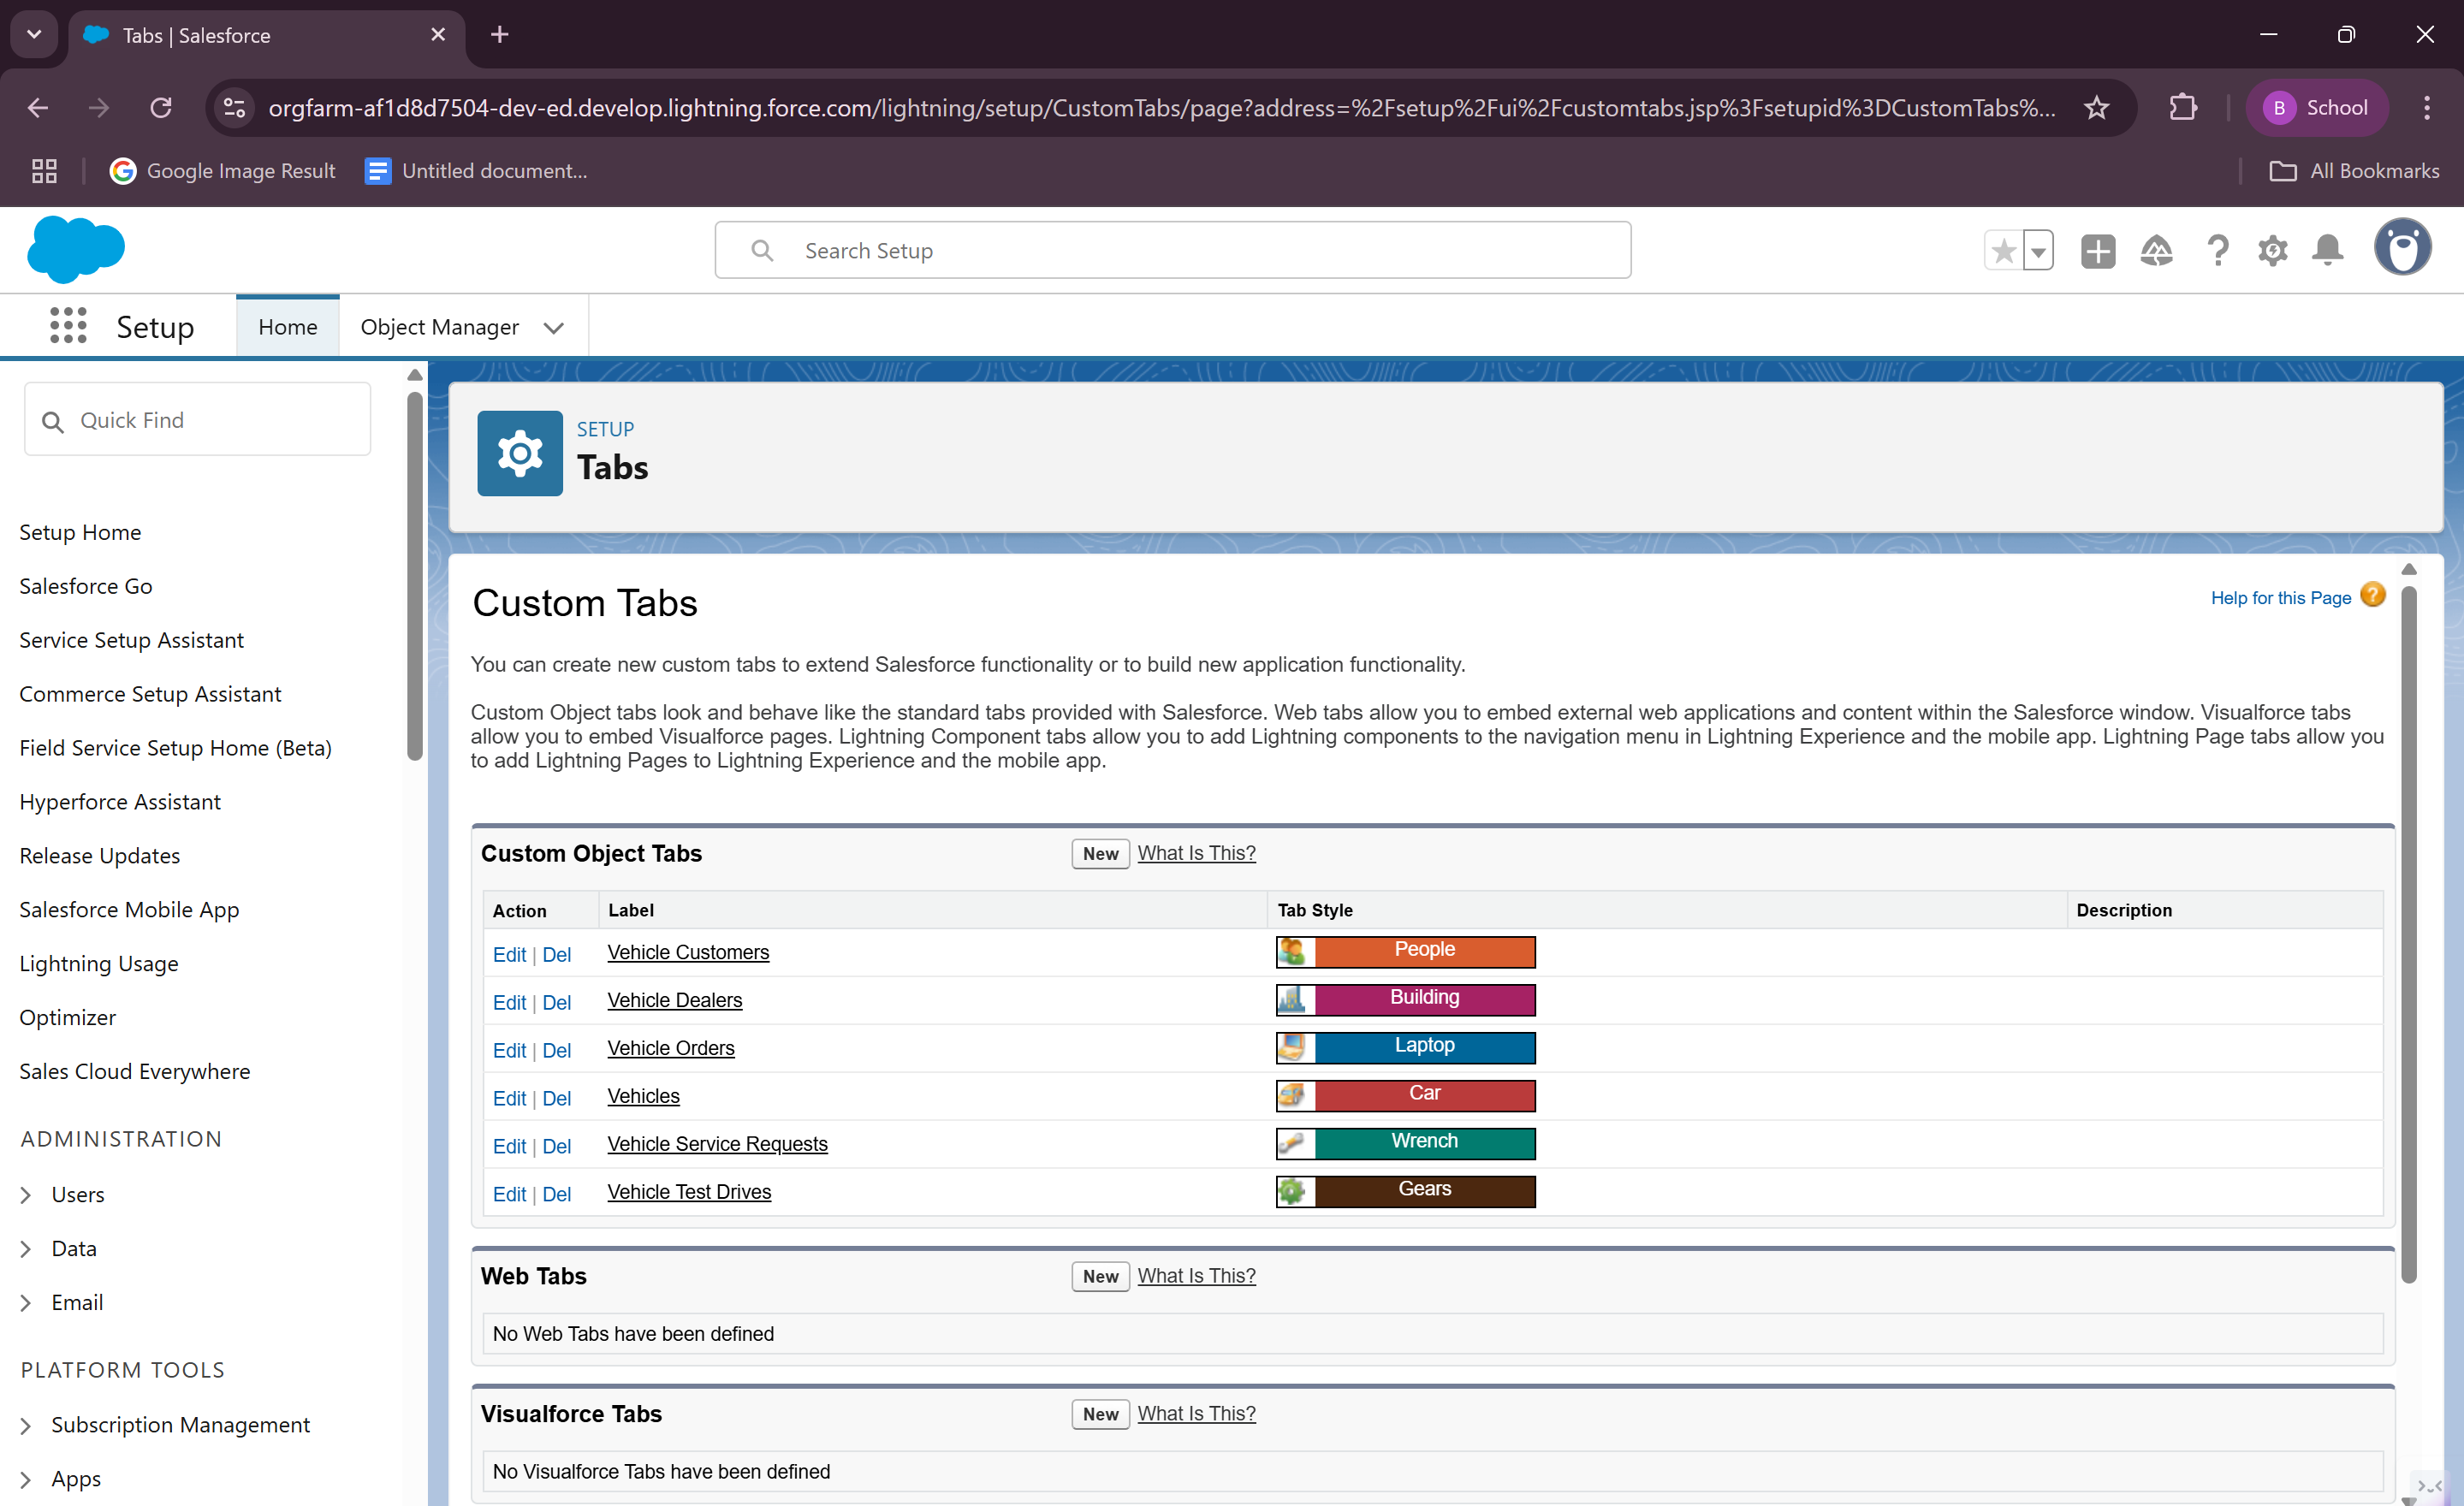 Tabs | Salesforce
orgfarm-af1d8d7504-dev-ed.develop.lightning.force.com/lightning/setup/CustomTabs/page?address=%2Fsetup%2Fui%2Fcustomtabs.jsp%3Fsetupid%3DCustomTabs%...
B School
Google Image Result
Untitled document...
All Bookmarks
Search Setup
Setup
Home
Object Manager
Quick Find
Setup Home
Salesforce Go
Service Setup Assistant
Commerce Setup Assistant
Field Service Setup Home (Beta)
Hyperforce Assistant
Release Updates
Salesforce Mobile App
Lightning Usage
Optimizer
Sales Cloud Everywhere
ADMINISTRATION
Users
Data
Email
PLATFORM TOOLS
Subscription Management
Apps
SETUP
Tabs
Custom Tabs
Help for this Page ?
You can create new custom tabs to extend Salesforce functionality or to build new application functionality.
Custom Object tabs look and behave like the standard tabs provided with Salesforce. Web tabs allow you to embed external web applications and content within the Salesforce window. Visualforce tabs
allow you to embed Visualforce pages. Lightning Component tabs allow you to add Lightning components to the navigation menu in Lightning Experience and the mobile app. Lightning Page tabs allow you
to add Lightning Pages to Lightning Experience and the mobile app.
Custom Object Tabs New What Is This?
Action Label Tab Style Description
Edit | Del Vehicle Customers People
Edit | Del Vehicle Dealers Building
Edit | Del Vehicle Orders Laptop
Edit | Del Vehicles Car
Edit | Del Vehicle Service Requests Wrench
Edit | Del Vehicle Test Drives Gears
Web Tabs New What Is This?
No Web Tabs have been defined
Visualforce Tabs New What Is This?
No Visualforce Tabs have been defined